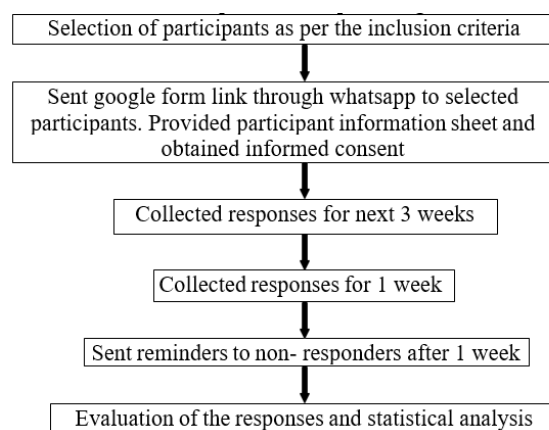 Selection of participants as per the inclusion criteria
Sent google form link through whatsapp to selected
participants. Provided participant information sheet and
obtained informed consent
Collected responses for next 3 weeks
Collected responses for 1 week
Sent reminders to non- responders after 1 week
Evaluation of the responses and statistical analysis